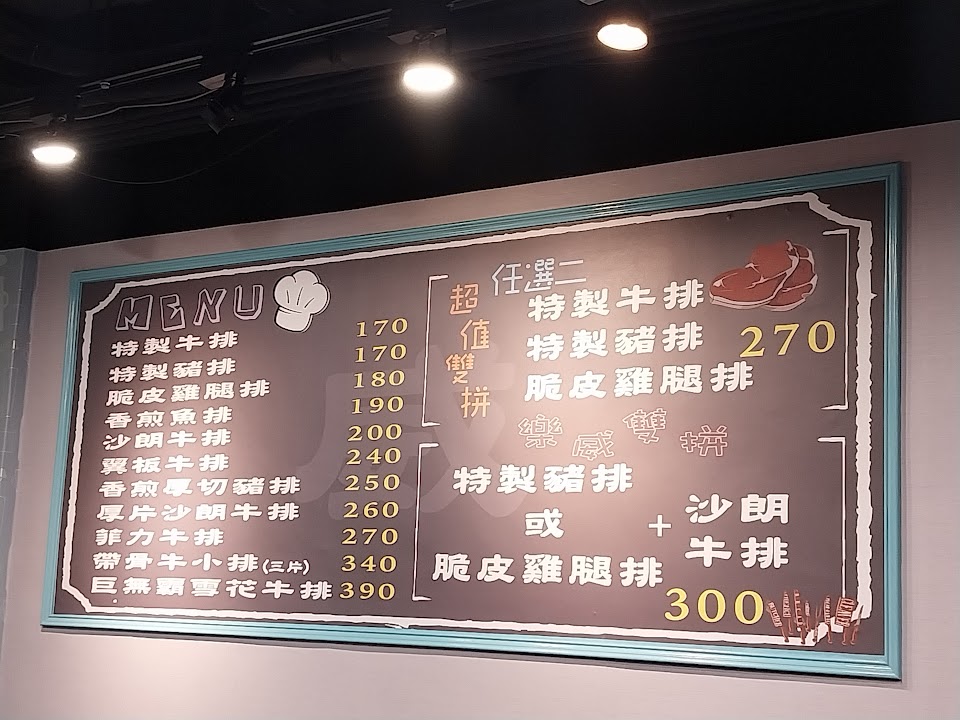 MENU
特製牛排 170
特製豬排 170
脆皮雞腿排 180
香煎魚排 190
沙朗牛排 200
翼板牛排 240
香煎厚切豬排 250
厚片沙朗牛排 260
菲力牛排 270
帶骨牛小排(三片) 340
巨無霸雪花牛排 390
威
超值雙拼
任選二
特製牛排
特製豬排
脆皮雞腿排
270
樂威雙拼
特製豬排
或
脆皮雞腿排
+
沙朗
牛排
300